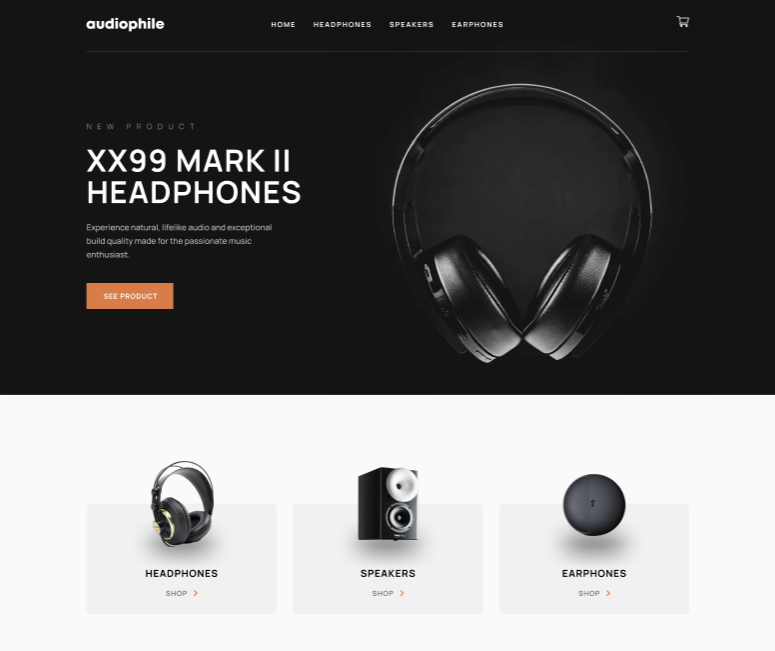 audiophile
HOME HEADPHONES SPEAKERS EARPHONES
NEW PRODUCT
XX99 MARK II
HEADPHONES
Experience natural, lifelike audio and exceptional
build quality made for the passionate music
enthusiast.
SEE PRODUCT
HEADPHONES
SHOP
SPEAKERS
SHOP
EARPHONES
SHOP